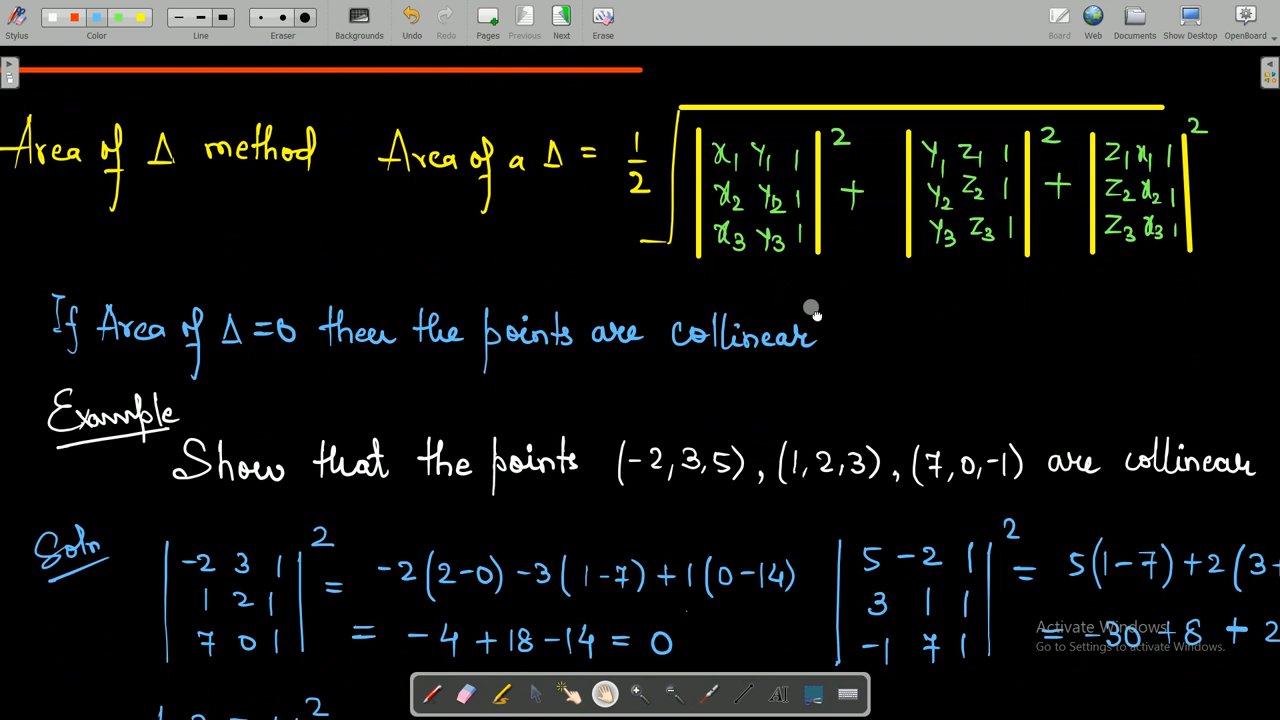 Stylus Color Line Eraser Backgrounds Undo Redo Pages Previous Next Erase Board Web Documents Show Desktop OpenBoard
Area of Δ method Area of a Δ = 1/2 √( |x₁ y₁ 1; x₂ y₂ 1; x₃ y₃ 1|² + |y₁ z₁ 1; y₂ z₂ 1; y₃ z₃ 1|² + |z₁ x₁ 1; z₂ x₂ 1; z₃ x₃ 1|² )
If Area of Δ = 0 then the points are collinear
Example
Show that the points (-2, 3, 5), (1, 2, 3), (7, 0, -1) are collinear
Soln |-2 3 1; 1 2 1; 7 0 1|² = -2(2-0) -3(1-7) +1(0-14)
= -4 +18 -14 = 0
|5 -2 1; 3 1 1; -1 7 1|² = 5(1-7) +2(3+
= -30 +8 + 2
Activate Windows
Go to Settings to activate Windows.